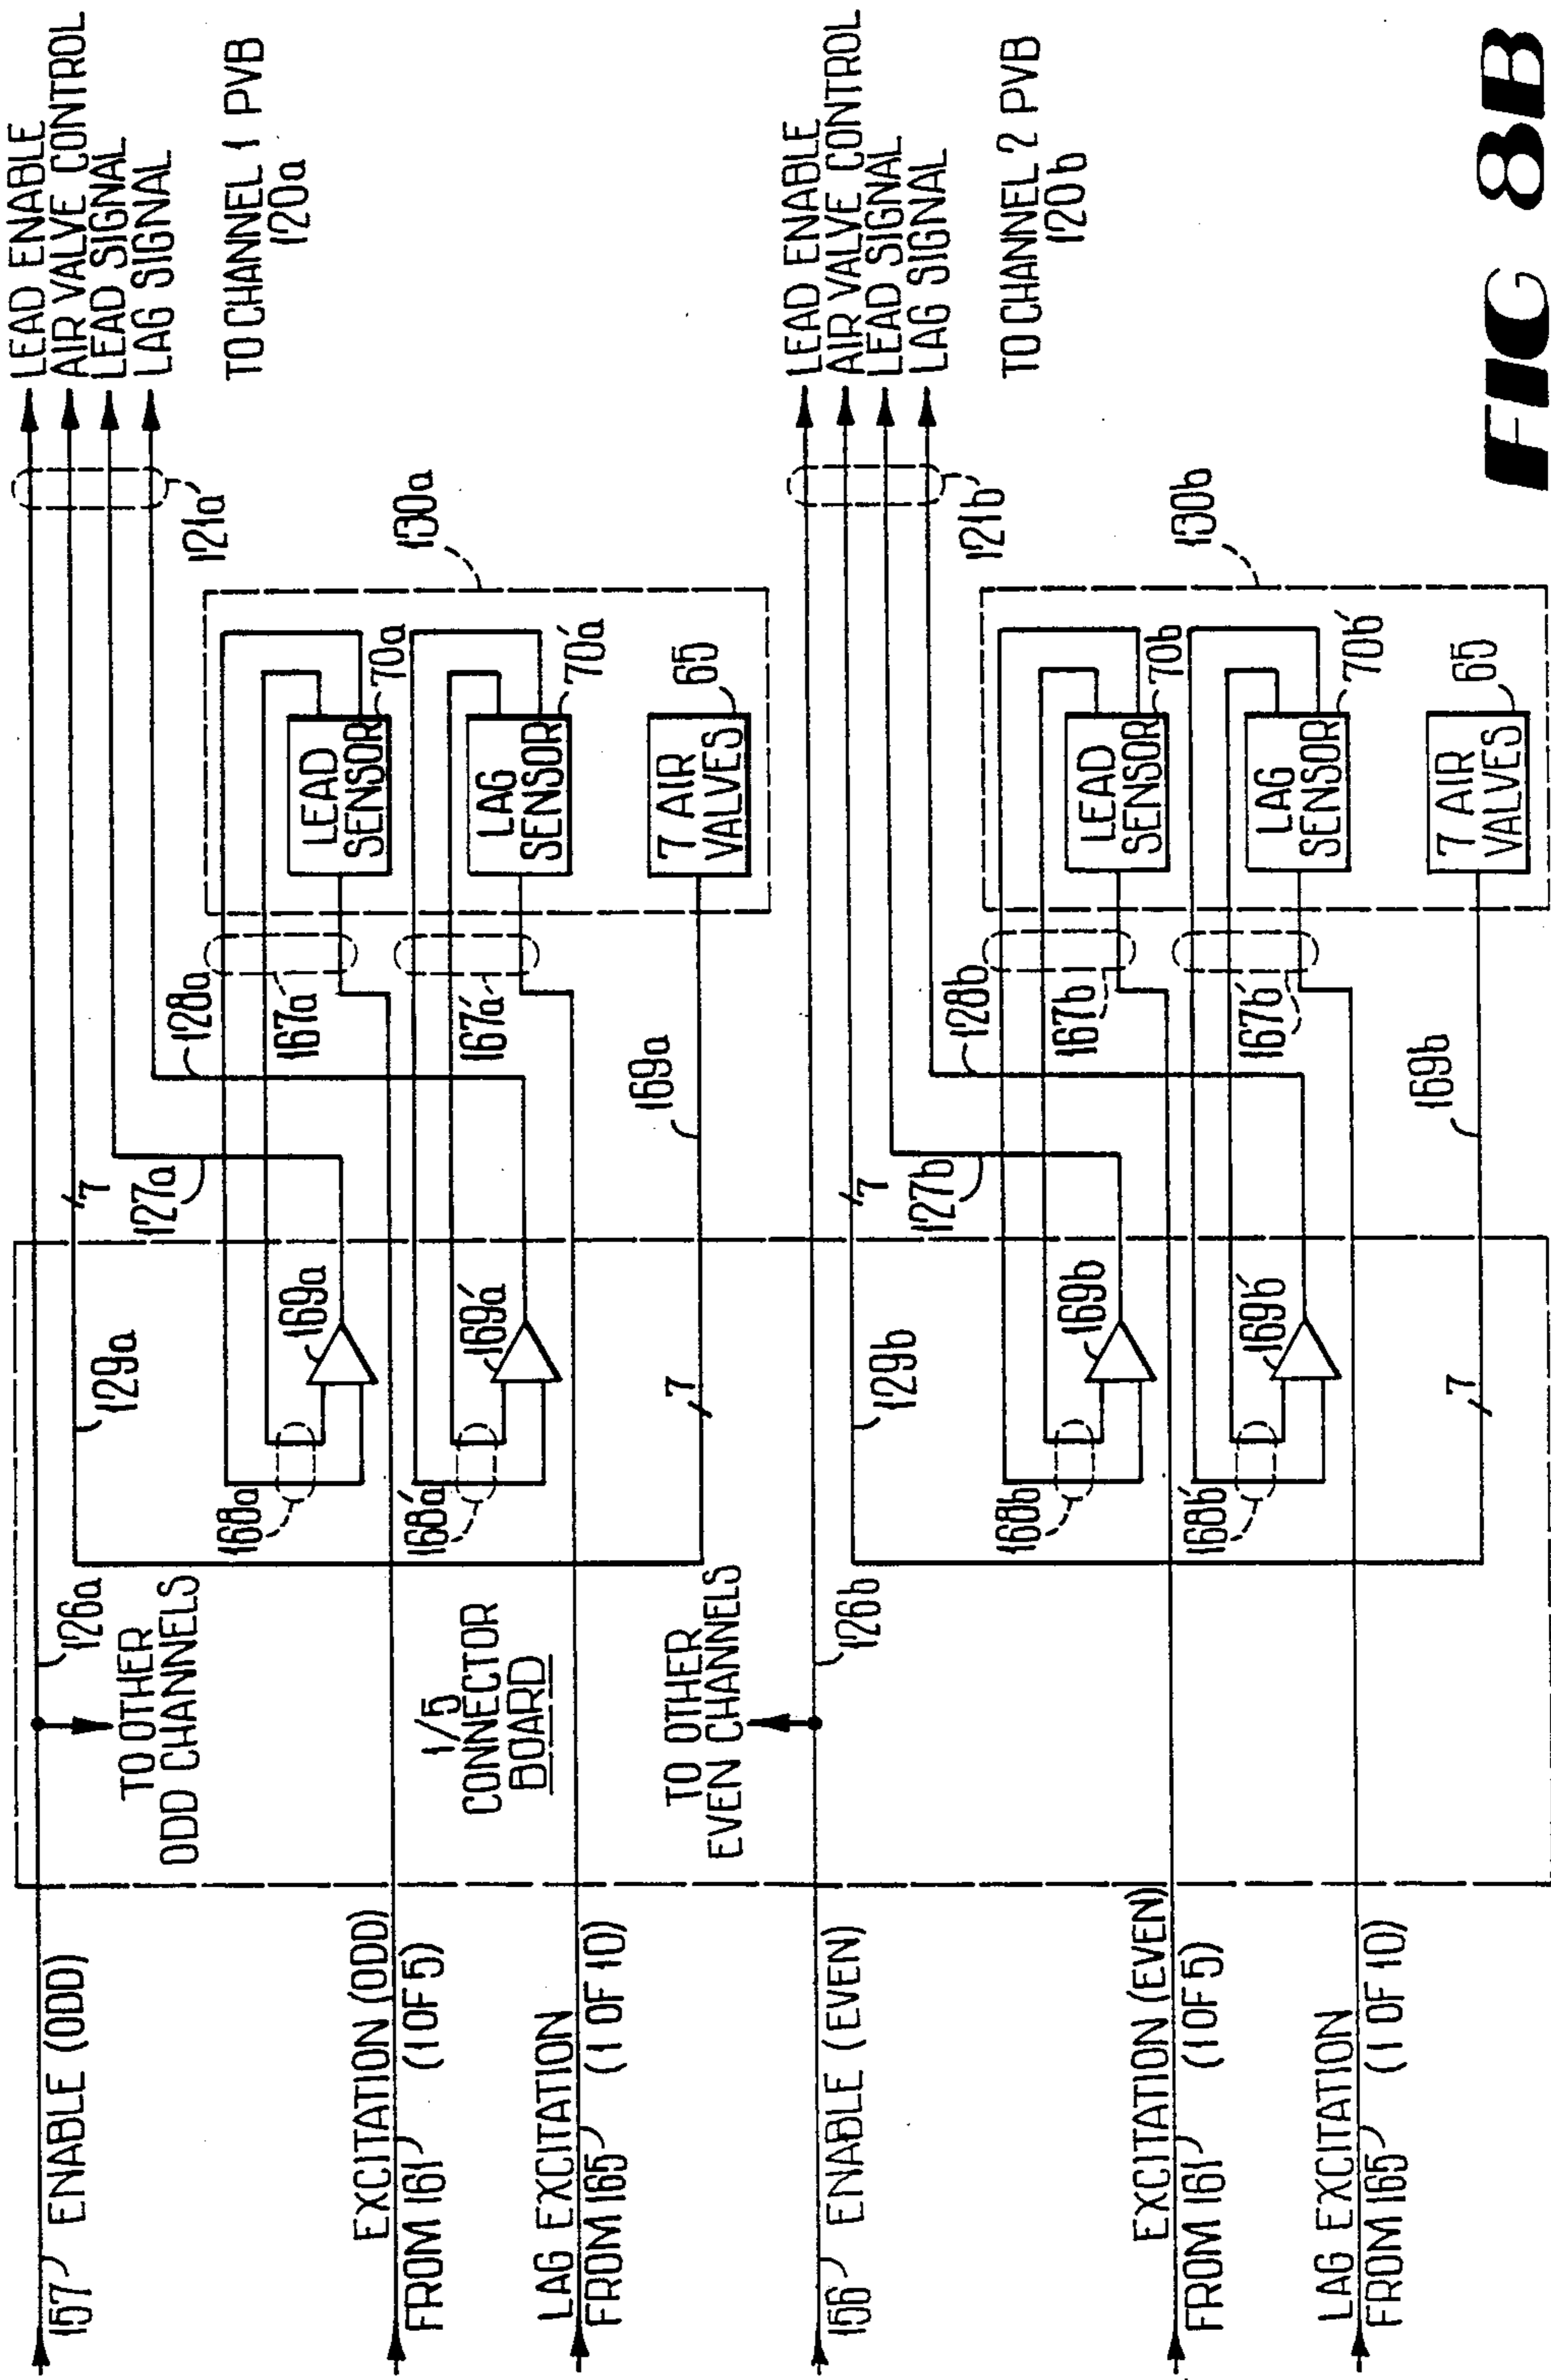 157 ENABLE (ODD)
126a
TO OTHER
ODD CHANNELS
129a
7
LEAD ENABLE
AIR VALVE CONTROL
LEAD SIGNAL
LAG SIGNAL
121a
TO CHANNEL 1 PVB
120a
127a
128a
168a
169a
167a
130a
LEAD
SENSOR
70a
EXCITATION (ODD)
FROM 161 (1 OF 5)
1/5
CONNECTOR
BOARD
168a'
169a'
167a'
LAG
SENSOR
70a'
LAG EXCITATION
FROM 165 (1 OF 10)
7
169a
7 AIR
VALVES
65
TO OTHER
EVEN CHANNELS
156 ENABLE (EVEN)
126b
129b
7
LEAD ENABLE
AIR VALVE CONTROL
LEAD SIGNAL
LAG SIGNAL
121b
TO CHANNEL 2 PVB
120b
127b
128b
168b
169b
167b
130b
LEAD
SENSOR
70b
EXCITATION (EVEN)
FROM 161 (1 OF 5)
168b'
169b'
167b'
LAG
SENSOR
70b'
LAG EXCITATION
FROM 165 (1 OF 10)
7
169b
7 AIR
VALVES
65
FIG 8B